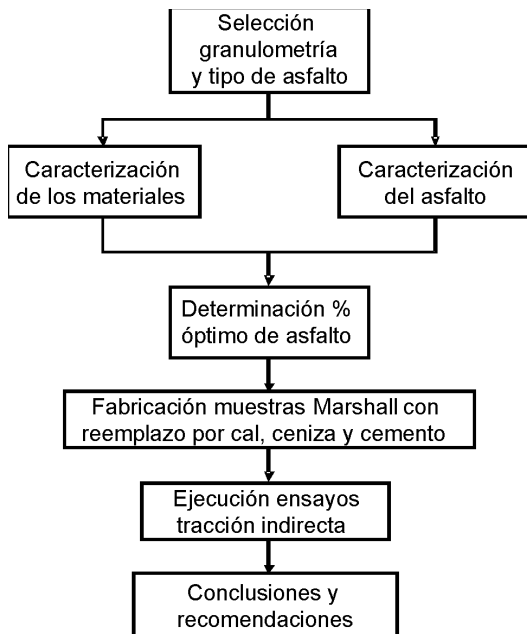 Selección
granulometría
y tipo de asfalto
Caracterización
de los materiales
Caracterización
del asfalto
Determinación %
óptimo de asfalto
Fabricación muestras Marshall con
reemplazo por cal, ceniza y cemento
Ejecución ensayos
tracción indirecta
Conclusiones y
recomendaciones